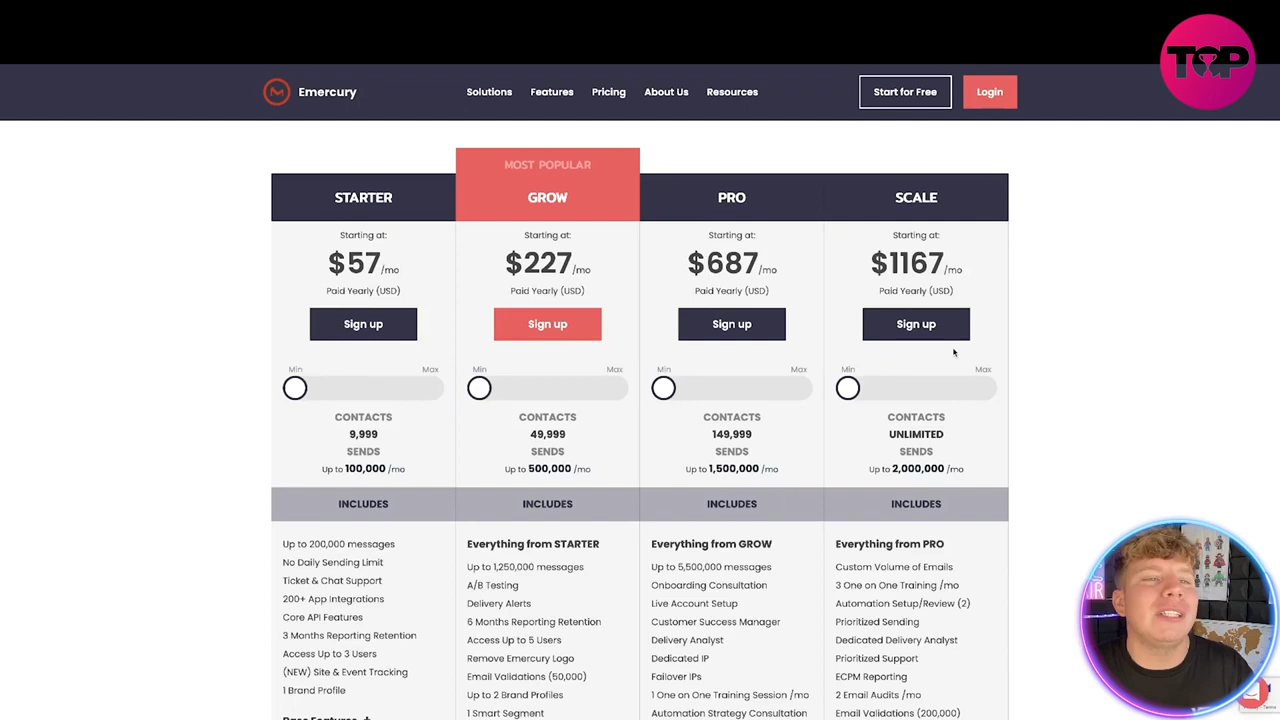 TOP
Emercury
Solutions
Features
Pricing
About Us
Resources
Start for Free
Login
MOST POPULAR
STARTER
GROW
PRO
SCALE
Starting at:
$57/mo
Paid Yearly (USD)
Sign up
Min
Max
CONTACTS
9,999
SENDS
Up to 100,000 /mo
Starting at:
$227/mo
Paid Yearly (USD)
Sign up
Min
Max
CONTACTS
49,999
SENDS
Up to 500,000 /mo
Starting at:
$687/mo
Paid Yearly (USD)
Sign up
Min
Max
CONTACTS
149,999
SENDS
Up to 1,500,000 /mo
Starting at:
$1167/mo
Paid Yearly (USD)
Sign up
Min
Max
CONTACTS
UNLIMITED
SENDS
Up to 2,000,000 /mo
INCLUDES
INCLUDES
INCLUDES
INCLUDES
Up to 200,000 messages
No Daily Sending Limit
Ticket & Chat Support
200+ App Integrations
Core API Features
3 Months Reporting Retention
Access Up to 3 Users
(NEW) Site & Event Tracking
1 Brand Profile
Base Features +
Everything from STARTER
Up to 1,250,000 messages
A/B Testing
Delivery Alerts
6 Months Reporting Retention
Access Up to 5 Users
Remove Emercury Logo
Email Validations (50,000)
Up to 2 Brand Profiles
1 Smart Segment
Everything from GROW
Up to 5,500,000 messages
Onboarding Consultation
Live Account Setup
Customer Success Manager
Delivery Analyst
Dedicated IP
Failover IPs
1 One on One Training Session /mo
Automation Strategy Consultation
Everything from PRO
Custom Volume of Emails
3 One on One Training /mo
Automation Setup/Review (2)
Prioritized Sending
Dedicated Delivery Analyst
Prioritized Support
ECPM Reporting
2 Email Audits /mo
Email Validations (200,000)